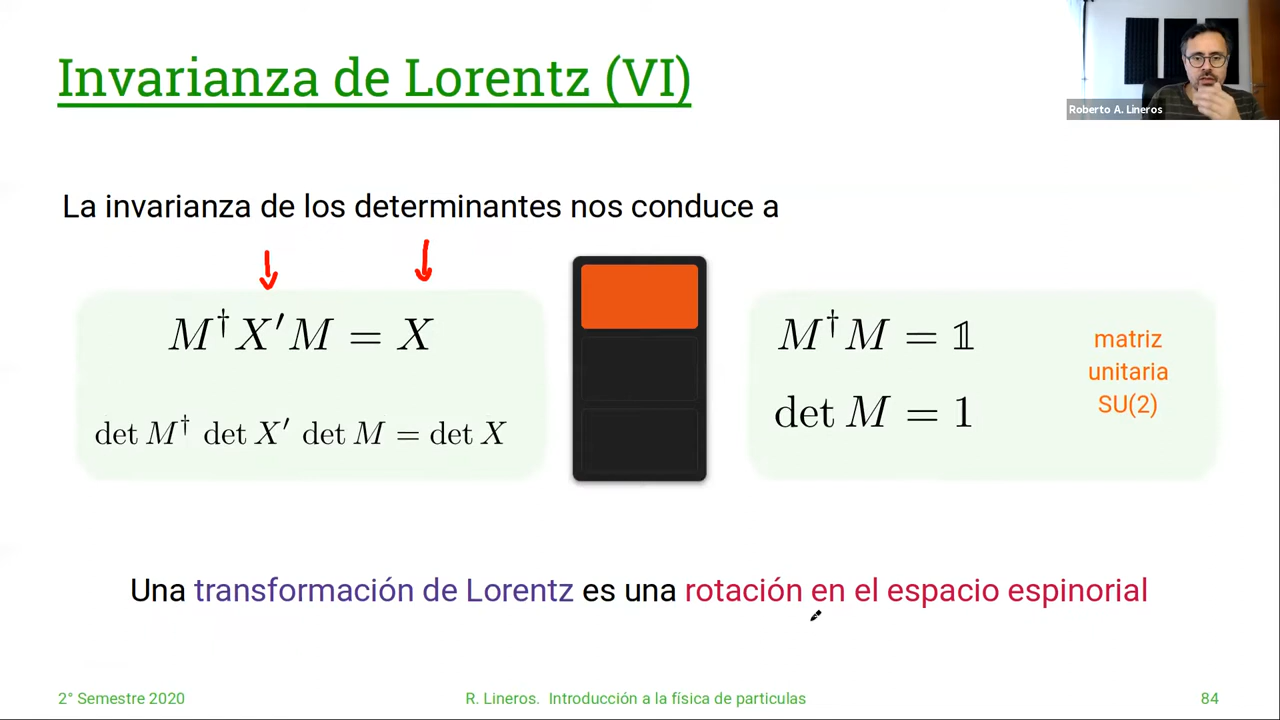 Invarianza de Lorentz (VI)
Roberto A. Lineros
La invarianza de los determinantes nos conduce a
M† X′ M = X
det M† det X′ det M = det X
M† M = 𝟙
det M = 1
matriz
unitaria
SU(2)
Una transformación de Lorentz es una rotación en el espacio espinorial
2° Semestre 2020
R. Lineros. Introducción a la física de particulas
84